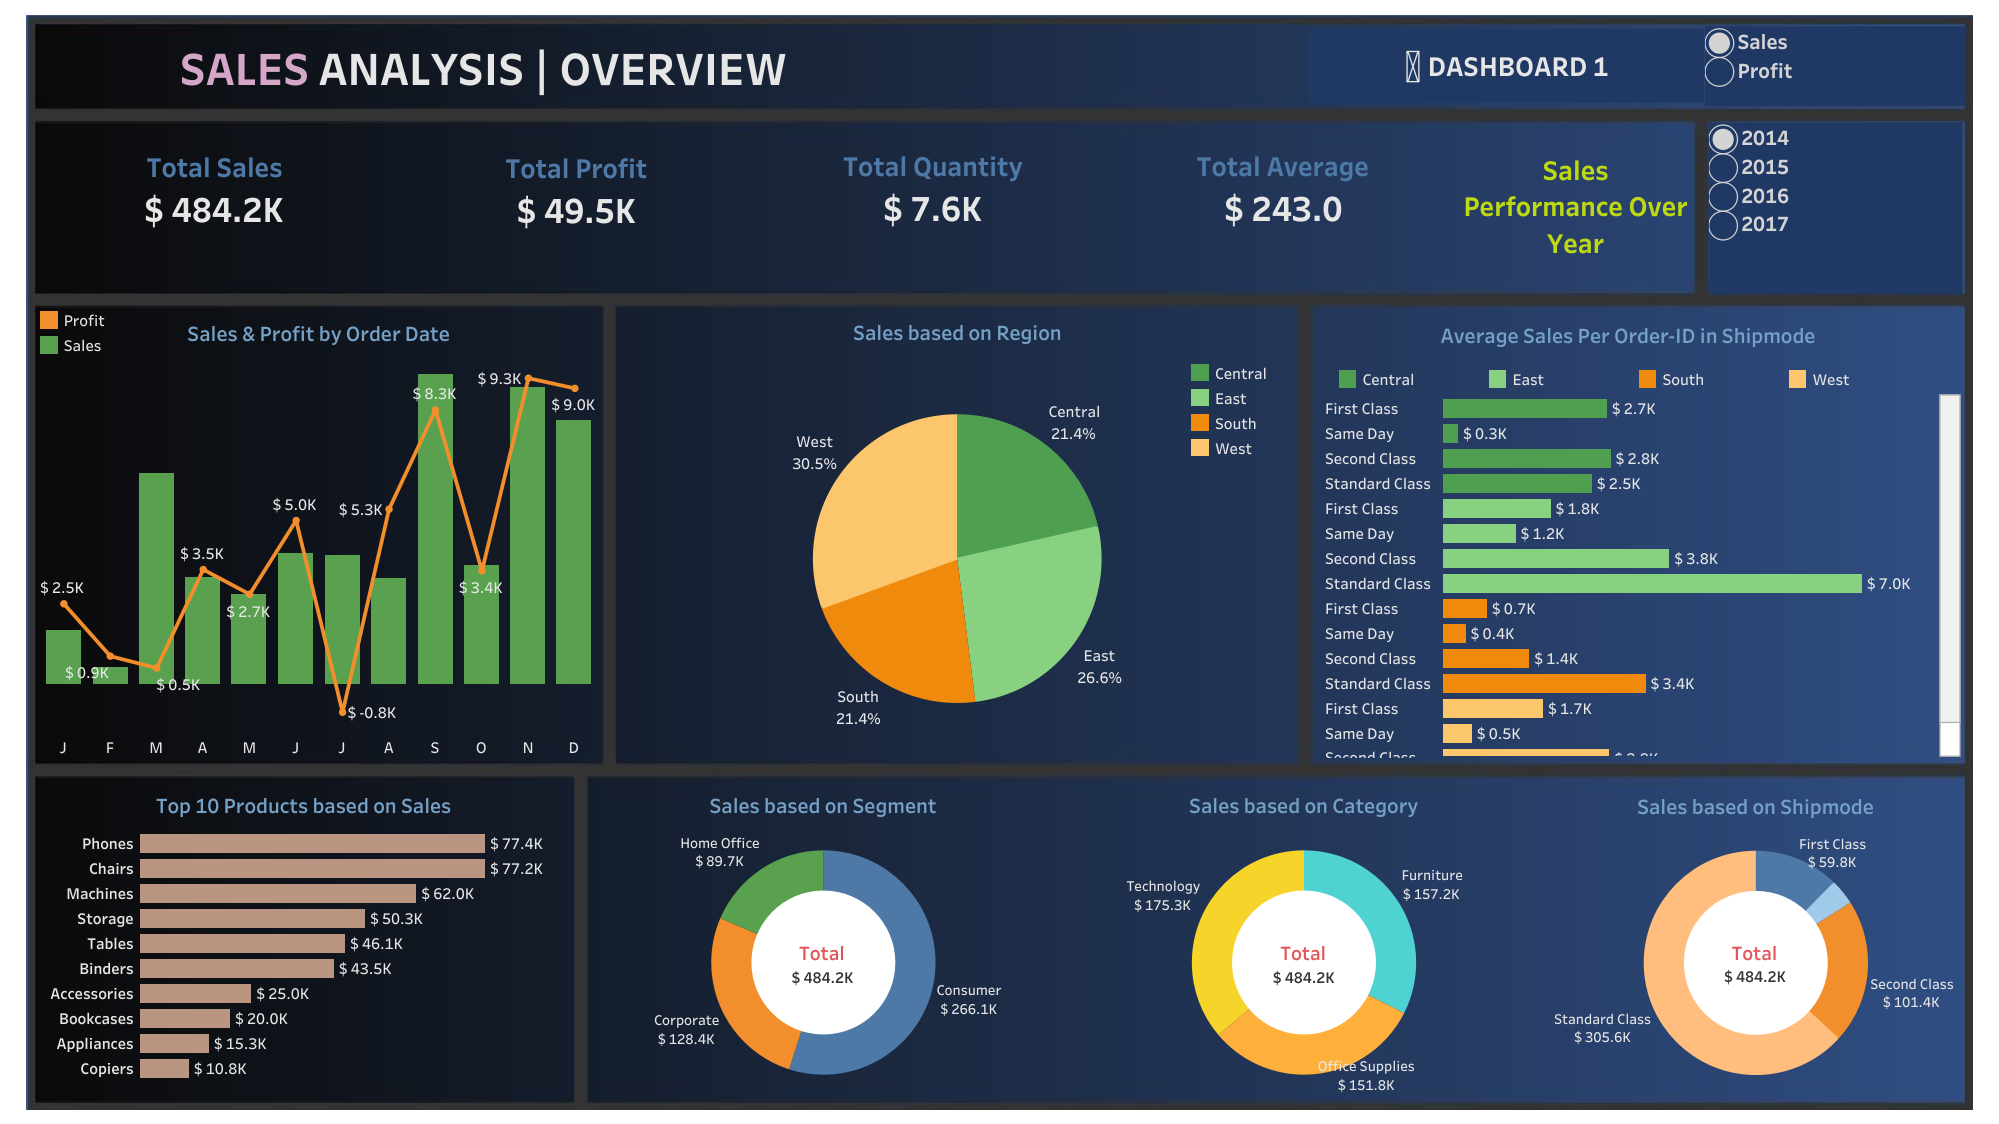 SALES ANALYSIS | OVERVIEW
DASHBOARD 1
Sales
Profit
Total Sales
$ 484.2K
Total Profit
$ 49.5K
Total Quantity
$ 7.6K
Total Average
$ 243.0
Sales
Performance Over
Year
2014
2015
2016
2017
Profit
Sales
Sales & Profit by Order Date
$ 2.5K
$ 0.9K
$ 0.5K
$ 3.5K
$ 2.7K
$ 5.0K
$ -0.8K
$ 5.3K
$ 8.3K
$ 3.4K
$ 9.3K
$ 9.0K
J F M A M J J A S O N D
Sales based on Region
Central
East
South
West
Central
21.4%
East
26.6%
South
21.4%
West
30.5%
Average Sales Per Order-ID in Shipmode
Central East South West
First Class $ 2.7K
Same Day $ 0.3K
Second Class $ 2.8K
Standard Class $ 2.5K
First Class $ 1.8K
Same Day $ 1.2K
Second Class $ 3.8K
Standard Class $ 7.0K
First Class $ 0.7K
Same Day $ 0.4K
Second Class $ 1.4K
Standard Class $ 3.4K
First Class $ 1.7K
Same Day $ 0.5K
Second Class
Top 10 Products based on Sales
Phones $ 77.4K
Chairs $ 77.2K
Machines $ 62.0K
Storage $ 50.3K
Tables $ 46.1K
Binders $ 43.5K
Accessories $ 25.0K
Bookcases $ 20.0K
Appliances $ 15.3K
Copiers $ 10.8K
Sales based on Segment
Home Office
$ 89.7K
Total
$ 484.2K
Consumer
$ 266.1K
Corporate
$ 128.4K
Sales based on Category
Technology
$ 175.3K
Furniture
$ 157.2K
Total
$ 484.2K
Office Supplies
$ 151.8K
Sales based on Shipmode
First Class
$ 59.8K
Total
$ 484.2K
Second Class
$ 101.4K
Standard Class
$ 305.6K